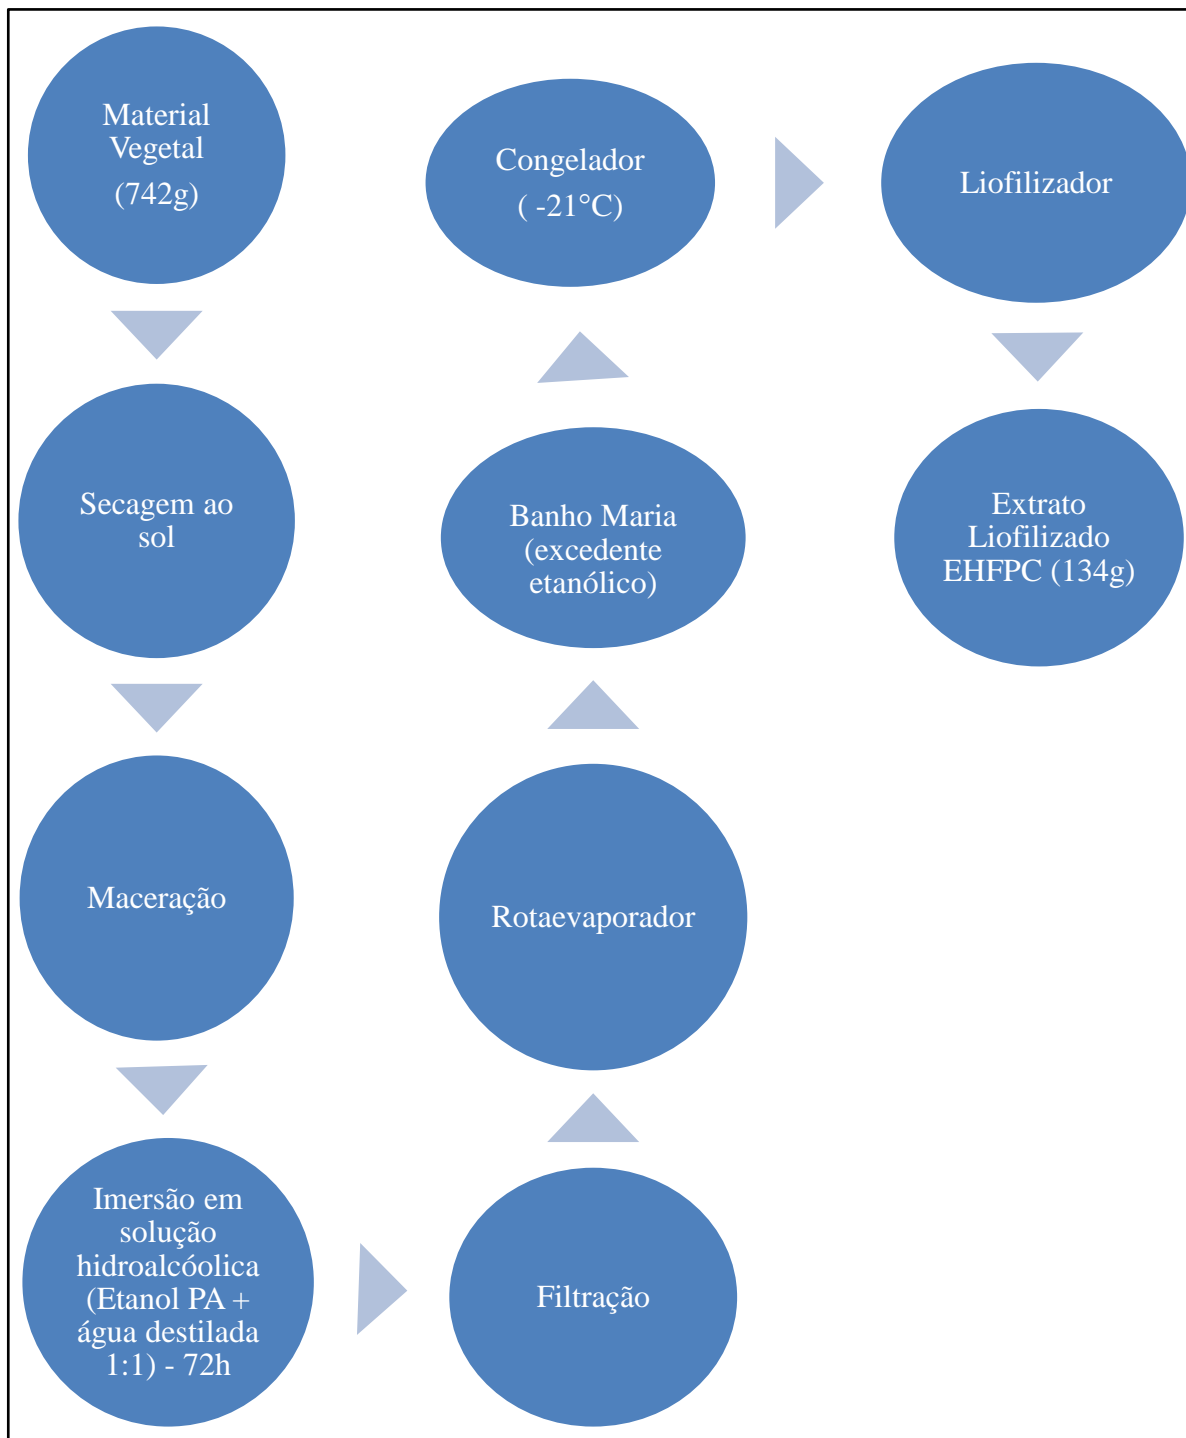 Material
Vegetal
(742g)
Secagem ao
sol
Maceração
Imersão em
solução
hidroalcóolica
(Etanol PA +
água destilada
1:1) - 72h
Filtração
Rotaevaporador
Banho Maria
(excedente
etanólico)
Congelador
( -21°C)
Liofilizador
Extrato
Liofilizado
EHFPC (134g)